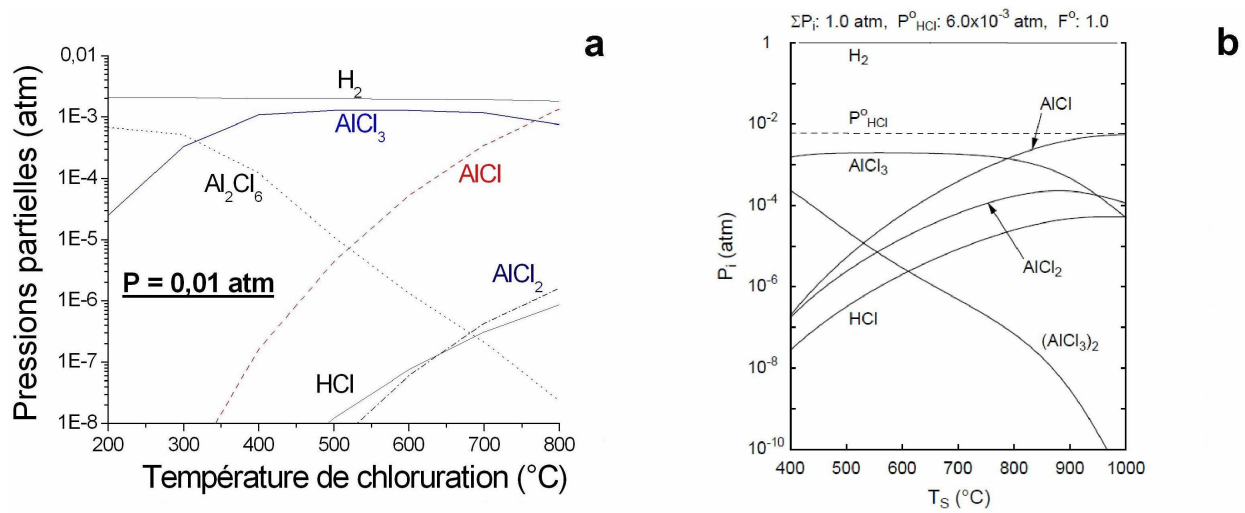 a
Pressions partielles (atm)
0,01
1E-3
1E-4
1E-5
1E-6
1E-7
1E-8
H₂
AlCl₃
Al₂Cl₆
AlCl
P = 0,01 atm
AlCl₂
HCl
200 300 400 500 600 700 800
Température de chloruration (°C)
b
ΣPᵢ: 1.0 atm, P°HCl: 6.0x10⁻³ atm, F°: 1.0
Pᵢ (atm)
1
10⁻²
10⁻⁴
10⁻⁶
10⁻⁸
10⁻¹⁰
H₂
AlCl
P°HCl
AlCl₃
AlCl₂
HCl
(AlCl₃)₂
400 500 600 700 800 900 1000
Tₛ (°C)